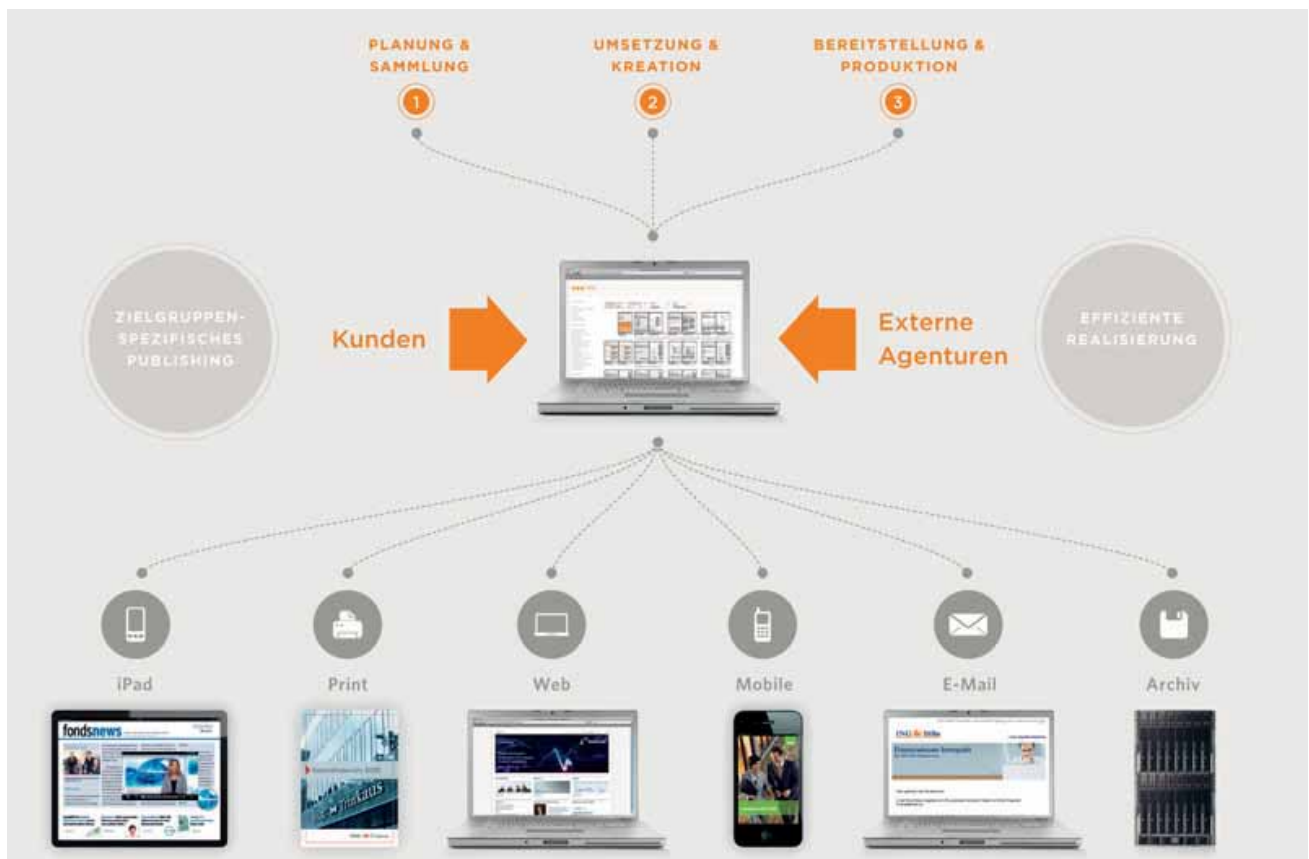 PLANUNG &
SAMMLUNG
1
UMSETZUNG &
KREATION
2
BEREITSTELLUNG &
PRODUKTION
3
ZIELGRUPPEN-
SPEZIFISCHES
PUBLISHING
Kunden
Externe
Agenturen
EFFIZIENTE
REALISIERUNG
iPad
Print
Web
Mobile
E-Mail
Archiv
fondsnews